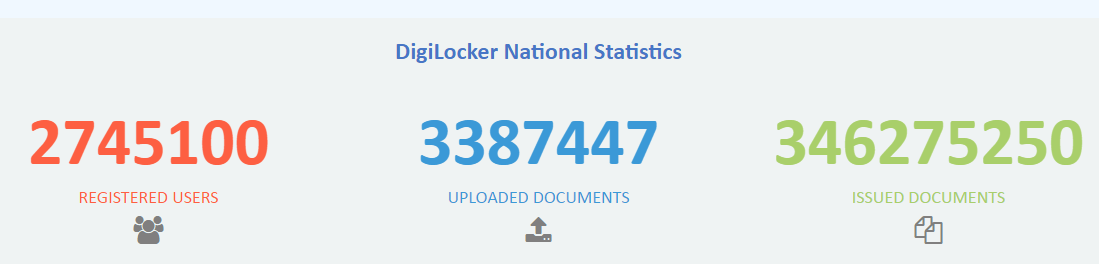 DigiLocker National Statistics
2745100 3387447 346275250
REGISTERED USERS UPLOADED DOCUMENTS ISSUED DOCUMENTS